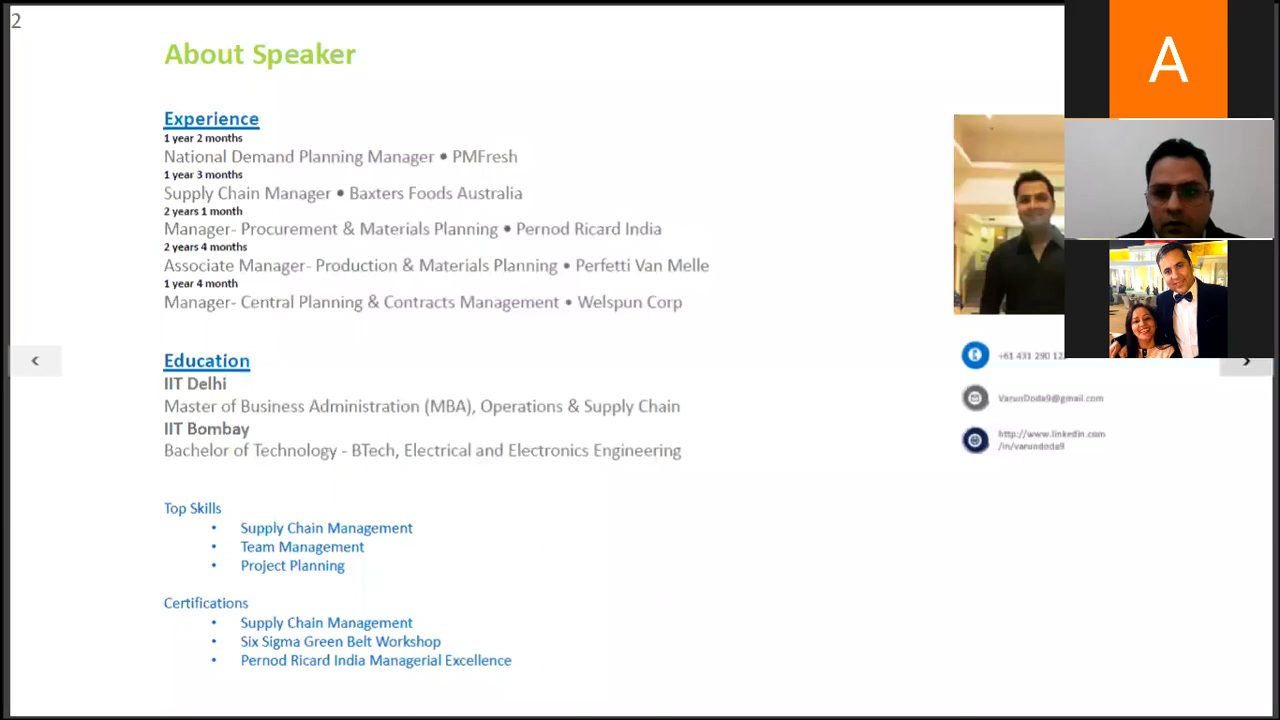 2
About Speaker
Experience
1 year 2 months
National Demand Planning Manager • PMFresh
1 year 3 months
Supply Chain Manager • Baxters Foods Australia
2 years 1 month
Manager- Procurement & Materials Planning • Pernod Ricard India
2 years 4 months
Associate Manager- Production & Materials Planning • Perfetti Van Melle
1 year 4 month
Manager- Central Planning & Contracts Management • Welspun Corp
Education
IIT Delhi
Master of Business Administration (MBA), Operations & Supply Chain
IIT Bombay
Bachelor of Technology - BTech, Electrical and Electronics Engineering
Top Skills
• Supply Chain Management
• Team Management
• Project Planning
Certifications
• Supply Chain Management
• Six Sigma Green Belt Workshop
• Pernod Ricard India Managerial Excellence
A
+61 431 290
VarunDoda9@gmail.com
http://www.linkedin.com
/in/varundoda9